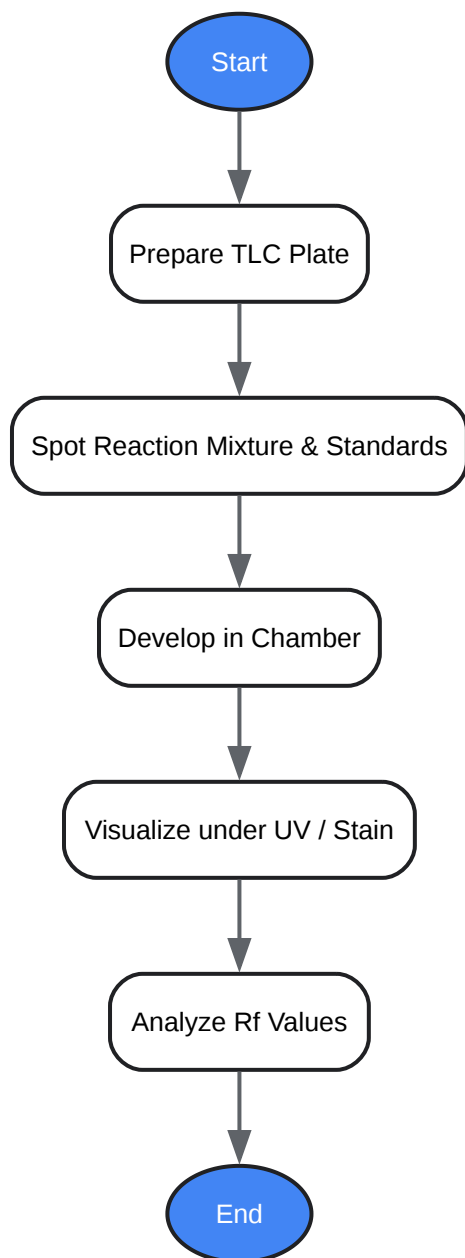 Start
Prepare TLC Plate
Spot Reaction Mixture & Standards
Develop in Chamber
Visualize under UV / Stain
Analyze Rf Values
End